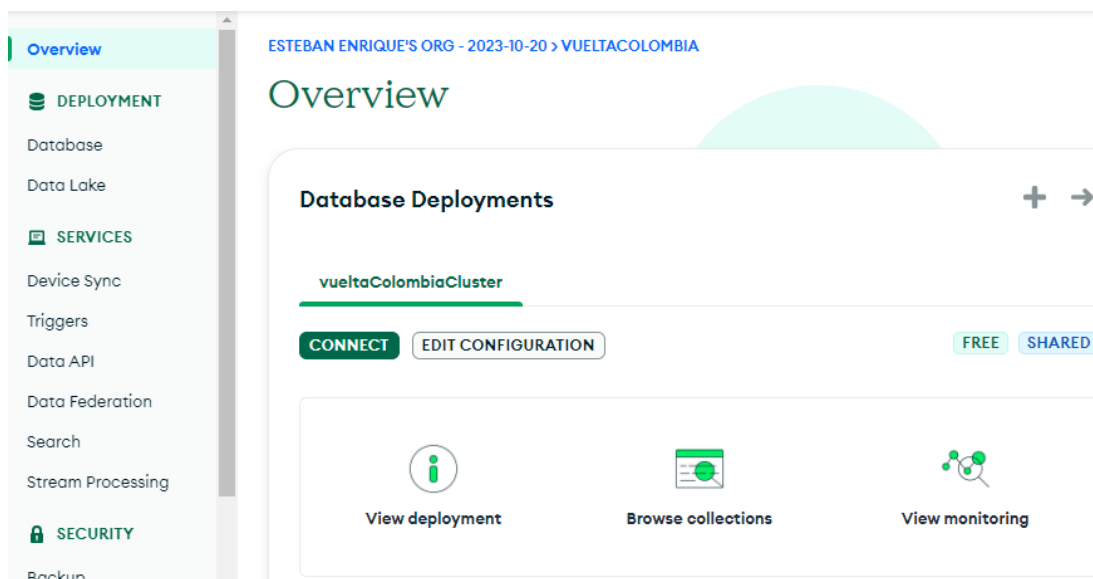 Overview
DEPLOYMENT
Database
Data Lake
SERVICES
Device Sync
Triggers
Data API
Data Federation
Search
Stream Processing
SECURITY
Backup
ESTEBAN ENRIQUE'S ORG - 2023-10-20 > VUELTACOLOMBIA
Overview
Database Deployments
vueltaColombiaCluster
CONNECT EDIT CONFIGURATION FREE SHARED
View deployment Browse collections View monitoring